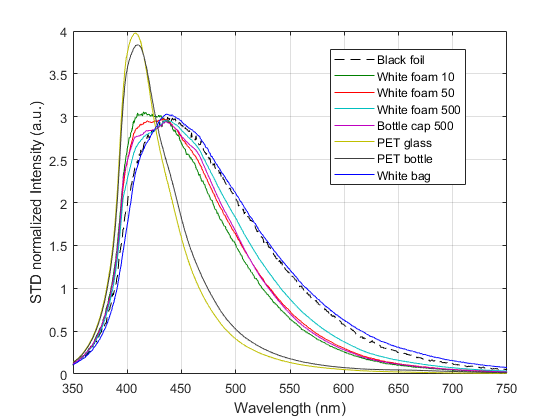 4
3.5
3
2.5
2
1.5
1
0.5
0
STD normalized Intensity (a.u.)
Black foil
White foam 10
White foam 50
White foam 500
Bottle cap 500
PET glass
PET bottle
White bag
350 400 450 500 550 600 650 700 750
Wavelength (nm)